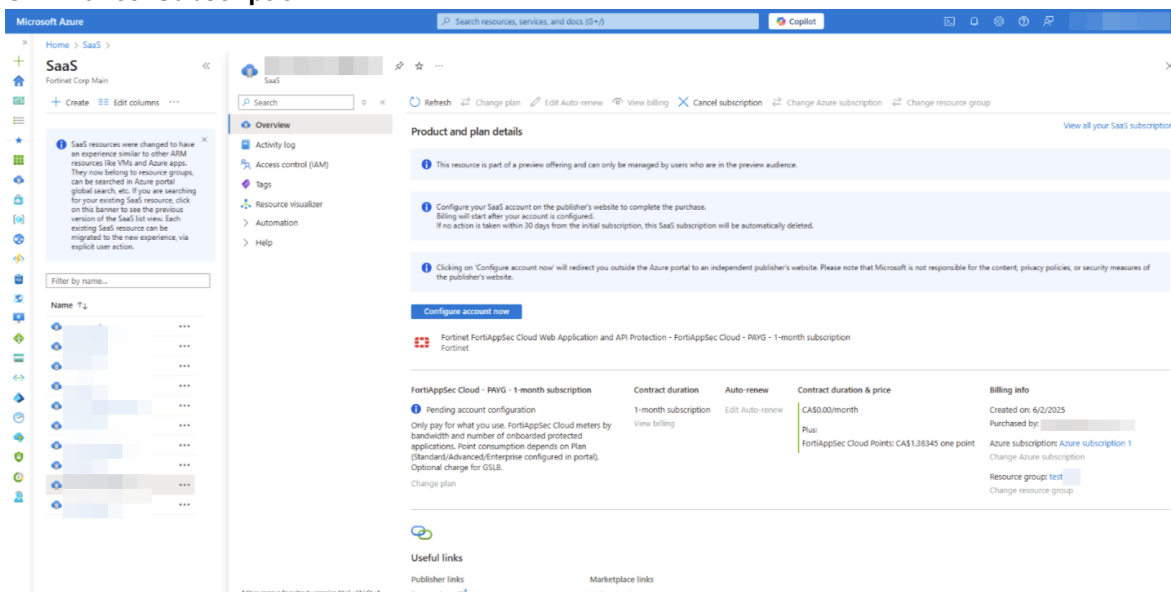 Microsoft Azure
Search resources, services, and docs (G+/)
Copilot
Home > SaaS >
SaaS
Fortinet Corp Main
Create
Edit columns
SaaS resources were changed to have
an experience similar to other ARM
resources like VMs and Azure apps.
They now belong to resource groups,
can be searched in Azure portal
global search, etc. If you are searching
for your existing SaaS resource, click
on this banner to see the previous
version of the SaaS list view. Each
existing SaaS resource can be
migrated to the new experience, via
explicit user action.
Filter by name...
Name ↑↓
SaaS
Search
Overview
Activity log
Access control (IAM)
Tags
Resource visualizer
Automation
Help
Refresh Change plan Edit Auto-renew View billing Cancel subscription Change Azure subscription Change resource group
Product and plan details
View all your SaaS subscription
This resource is part of a preview offering and can only be managed by users who are in the preview audience.
Configure your SaaS account on the publisher's website to complete the purchase.
Billing will start after your account is configured.
If no action is taken within 30 days from the initial subscription, this SaaS subscription will be automatically deleted.
Clicking on 'Configure account now' will redirect you outside the Azure portal to an independent publisher's website. Please note that Microsoft is not responsible for the content, privacy policies, or security measures of
the publisher's website.
Configure account now
Fortinet FortiAppSec Cloud Web Application and API Protection - FortiAppSec Cloud - PAYG - 1-month subscription
Fortinet
FortiAppSec Cloud - PAYG - 1-month subscription
Pending account configuration
Only pay for what you use. FortiAppSec Cloud meters by
bandwidth and number of onboarded protected
applications. Point consumption depends on Plan
(Standard/Advanced/Enterprise configured in portal).
Optional charge for GSLB.
Change plan
Contract duration
1-month subscription
View billing
Auto-renew
Edit Auto-renew
Contract duration & price
CA$0.00/month
Plus:
FortiAppSec Cloud Points: CA$1.38345 one point
Billing info
Created on: 6/2/2025
Purchased by:
Azure subscription: Azure subscription 1
Change Azure subscription
Resource group: test
Change resource group
Useful links
Publisher links
Marketplace links